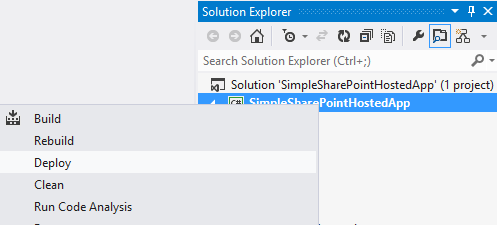 Solution Explorer
Search Solution Explorer (Ctrl+;)
Solution 'SimpleSharePointHostedApp' (1 project)
C# SimpleSharePointHostedApp
Build
Rebuild
Deploy
Clean
Run Code Analysis